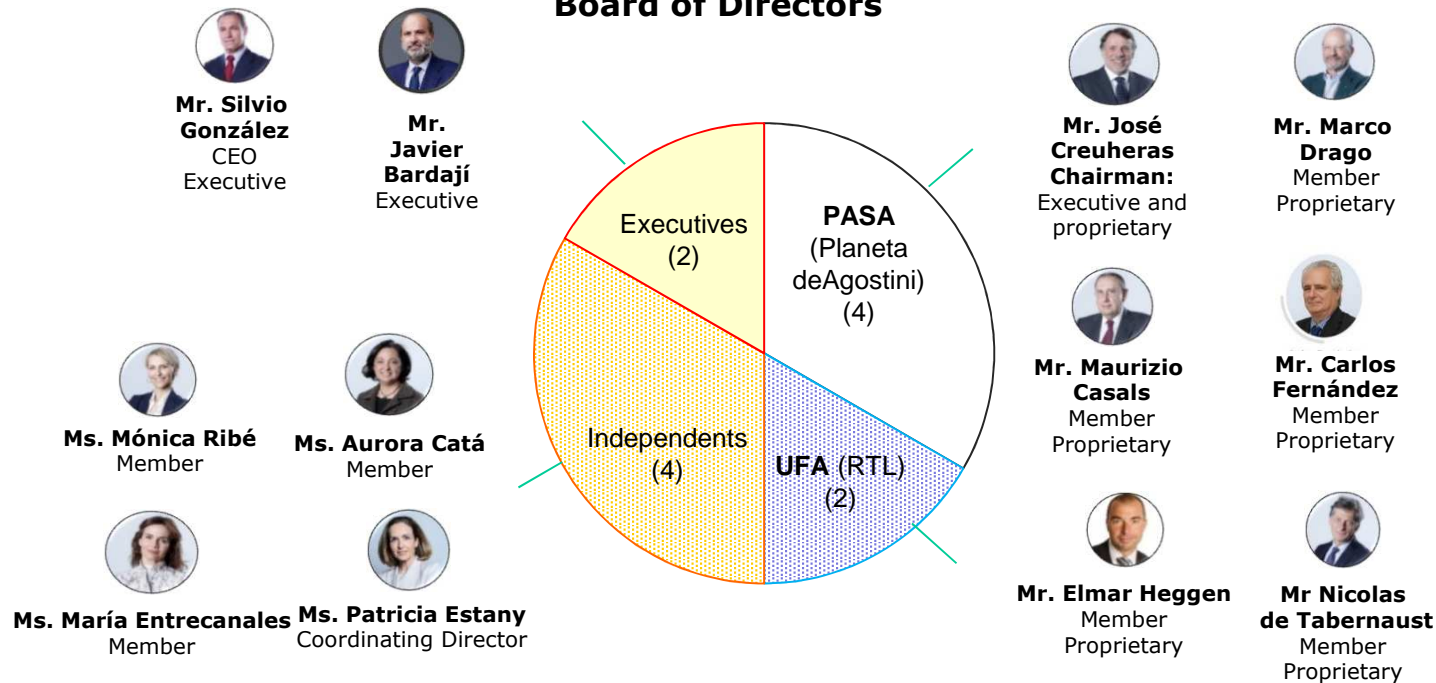 Board of Directors
Mr. Silvio
González
CEO
Executive
Mr.
Javier
Bardají
Executive
Mr. José
Creuheras
Chairman:
Executive and
proprietary
Mr. Marco
Drago
Member
Proprietary
Executives
(2)
PASA
(Planeta
deAgostini)
(4)
Independents
(4)
UFA (RTL)
(2)
Mr. Maurizio
Casals
Member
Proprietary
Mr. Carlos
Fernández
Member
Proprietary
Ms. Mónica Ribé
Member
Ms. Aurora Catá
Member
Ms. María Entrecanales
Member
Ms. Patricia Estany
Coordinating Director
Mr. Elmar Heggen
Member
Proprietary
Mr Nicolas
de Tabernaust
Member
Proprietary